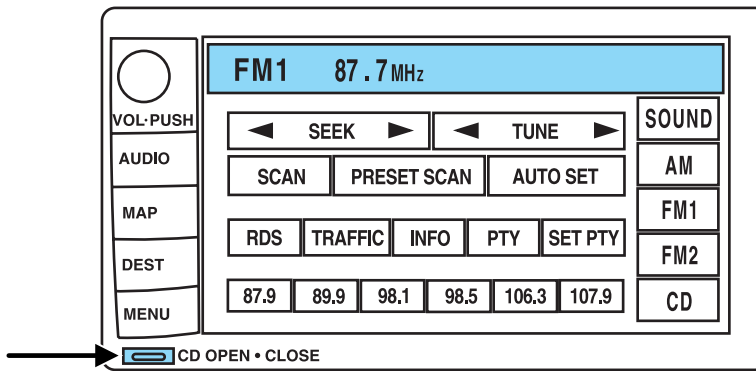 FM1 87.7MHz
VOL·PUSH
AUDIO
MAP
DEST
MENU
◄ SEEK ► ◄ TUNE ►
SCAN PRESET SCAN AUTO SET
RDS TRAFFIC INFO PTY SET PTY
87.9 89.9 98.1 98.5 106.3 107.9
SOUND
AM
FM1
FM2
CD
CD OPEN • CLOSE